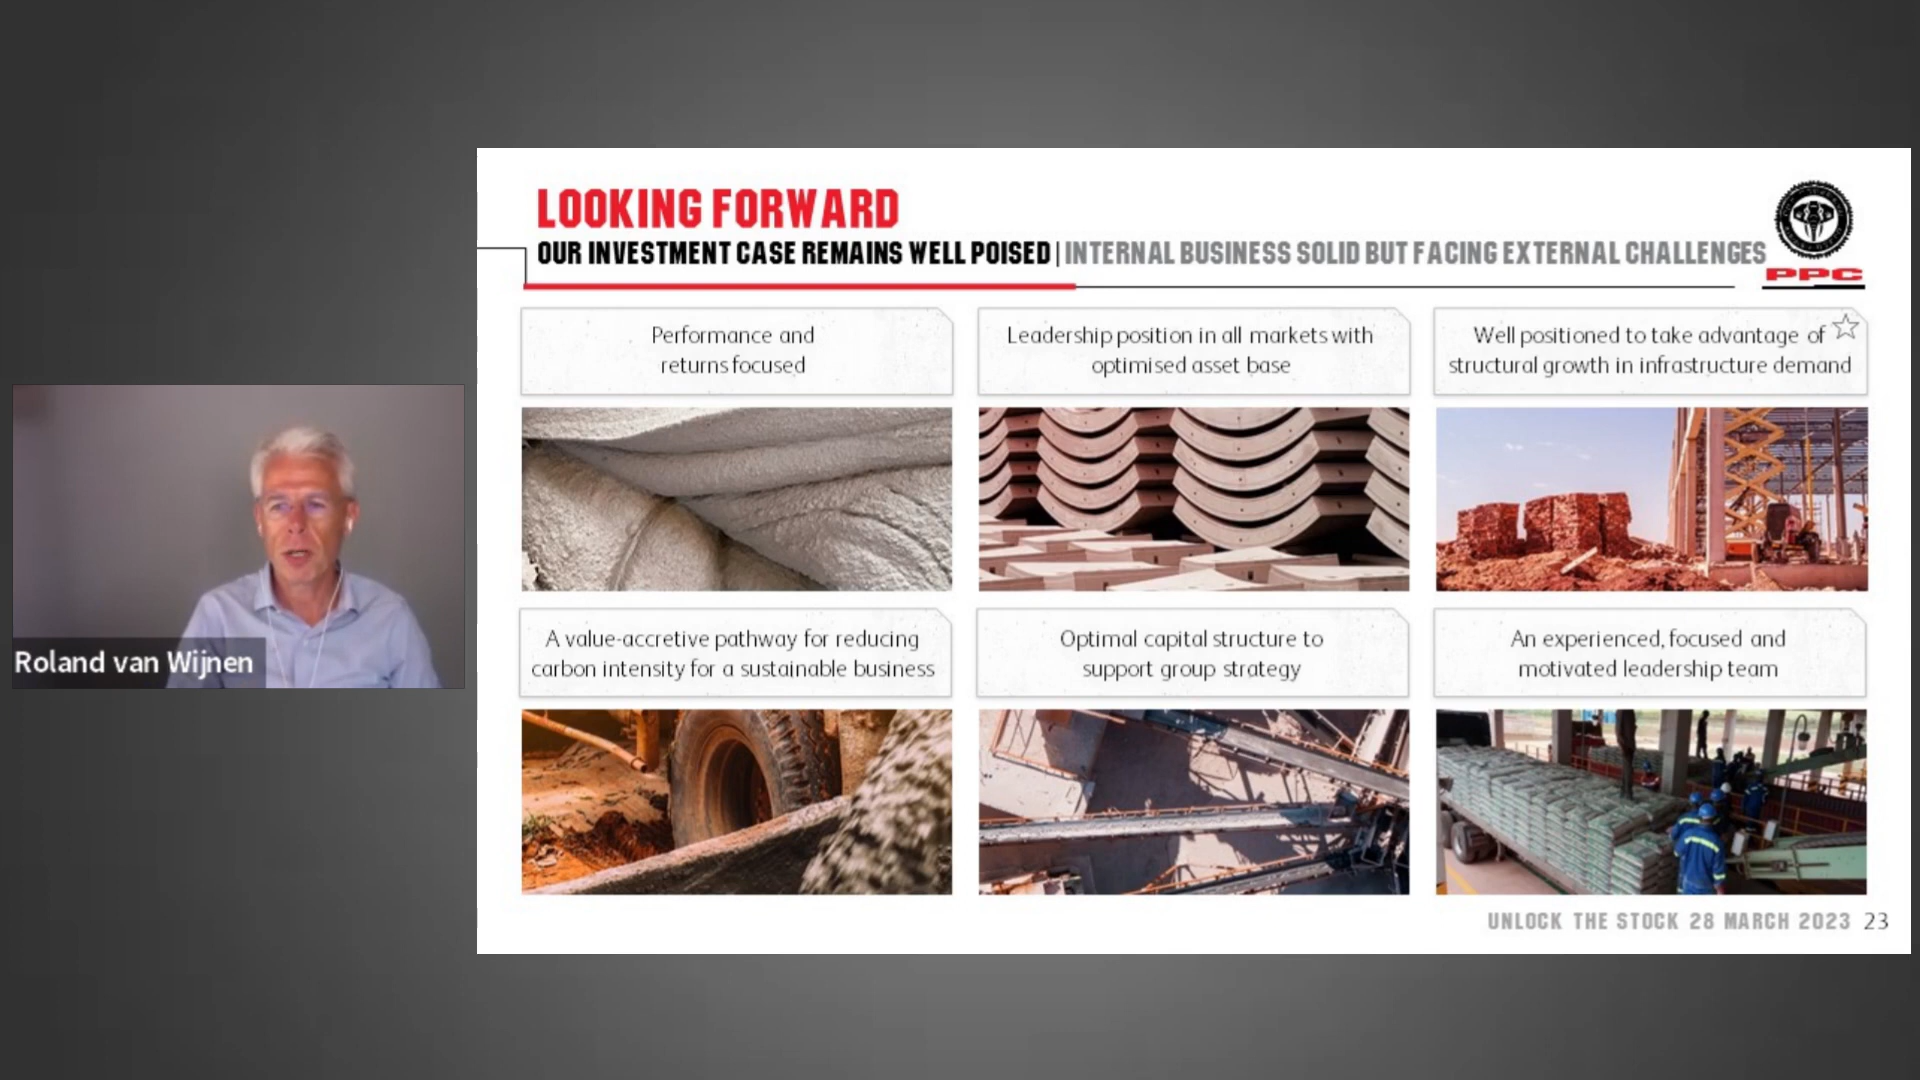 LOOKING FORWARD
OUR INVESTMENT CASE REMAINS WELL POISED | INTERNAL BUSINESS SOLID BUT FACING EXTERNAL CHALLENGES
PPC
Performance and
returns focused
Leadership position in all markets with
optimised asset base
Well positioned to take advantage of
structural growth in infrastructure demand
Roland van Wijnen
A value-accretive pathway for reducing
carbon intensity for a sustainable business
Optimal capital structure to
support group strategy
An experienced, focused and
motivated leadership team
UNLOCK THE STOCK 28 MARCH 2023 23